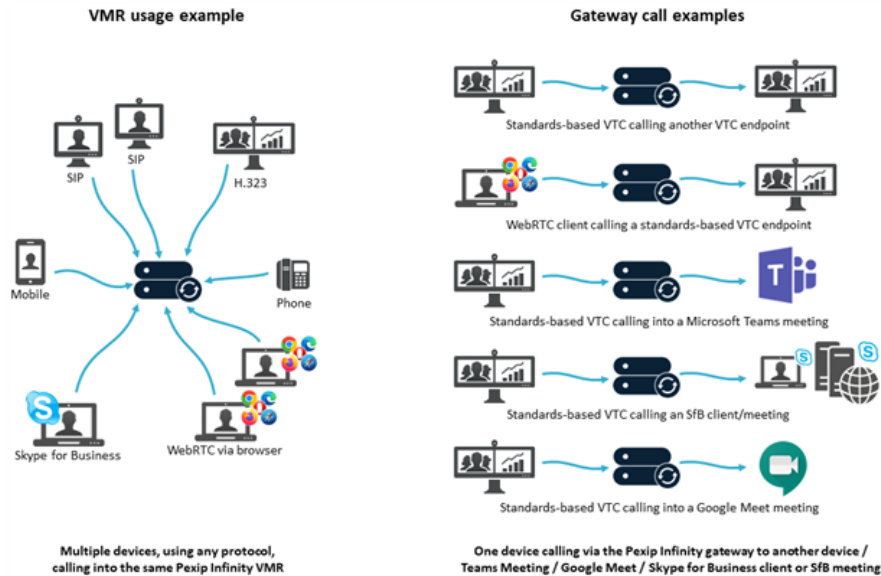 VMR usage example
SIP
SIP
H.323
Mobile
Phone
S
Skype for Business
WebRTC via browser
Multiple devices, using any protocol,
calling into the same Pexip Infinity VMR
Gateway call examples
Standards-based VTC calling another VTC endpoint
WebRTC client calling a standards-based VTC endpoint
T
Standards-based VTC calling into a Microsoft Teams meeting
S
S
Standards-based VTC calling an SfB client/meeting
Standards-based VTC calling into a Google Meet meeting
One device calling via the Pexip Infinity gateway to another device /
Teams Meeting / Google Meet / Skype for Business client or SfB meeting